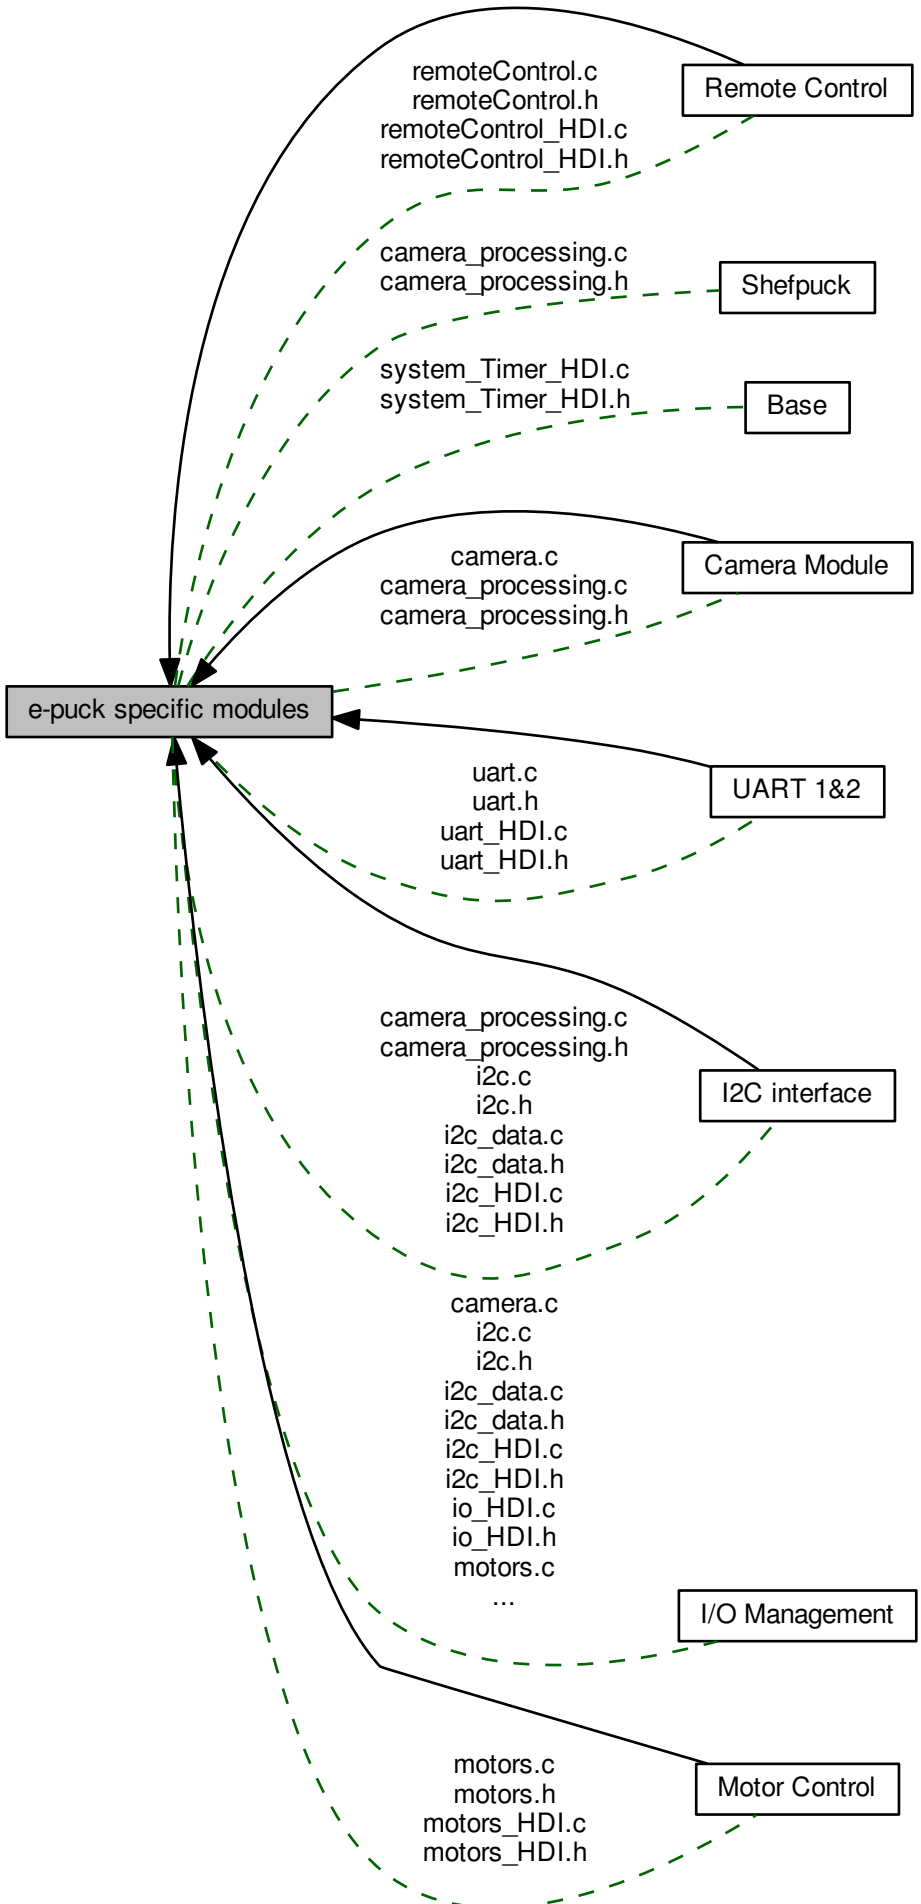 remoteControl.c
remoteControl.h
remoteControl_HDI.c
remoteControl_HDI.h
Remote Control
camera_processing.c
camera_processing.h
Shefpuck
system_Timer_HDI.c
system_Timer_HDI.h
Base
camera.c
camera_processing.c
camera_processing.h
Camera Module
e-puck specific modules
uart.c
uart.h
uart_HDI.c
uart_HDI.h
UART 1&2
camera_processing.c
camera_processing.h
i2c.c
i2c.h
i2c_data.c
i2c_data.h
i2c_HDI.c
i2c_HDI.h
I2C interface
camera.c
i2c.c
i2c.h
i2c_data.c
i2c_data.h
i2c_HDI.c
i2c_HDI.h
io_HDI.c
io_HDI.h
motors.c
...
I/O Management
motors.c
motors.h
motors_HDI.c
motors_HDI.h
Motor Control